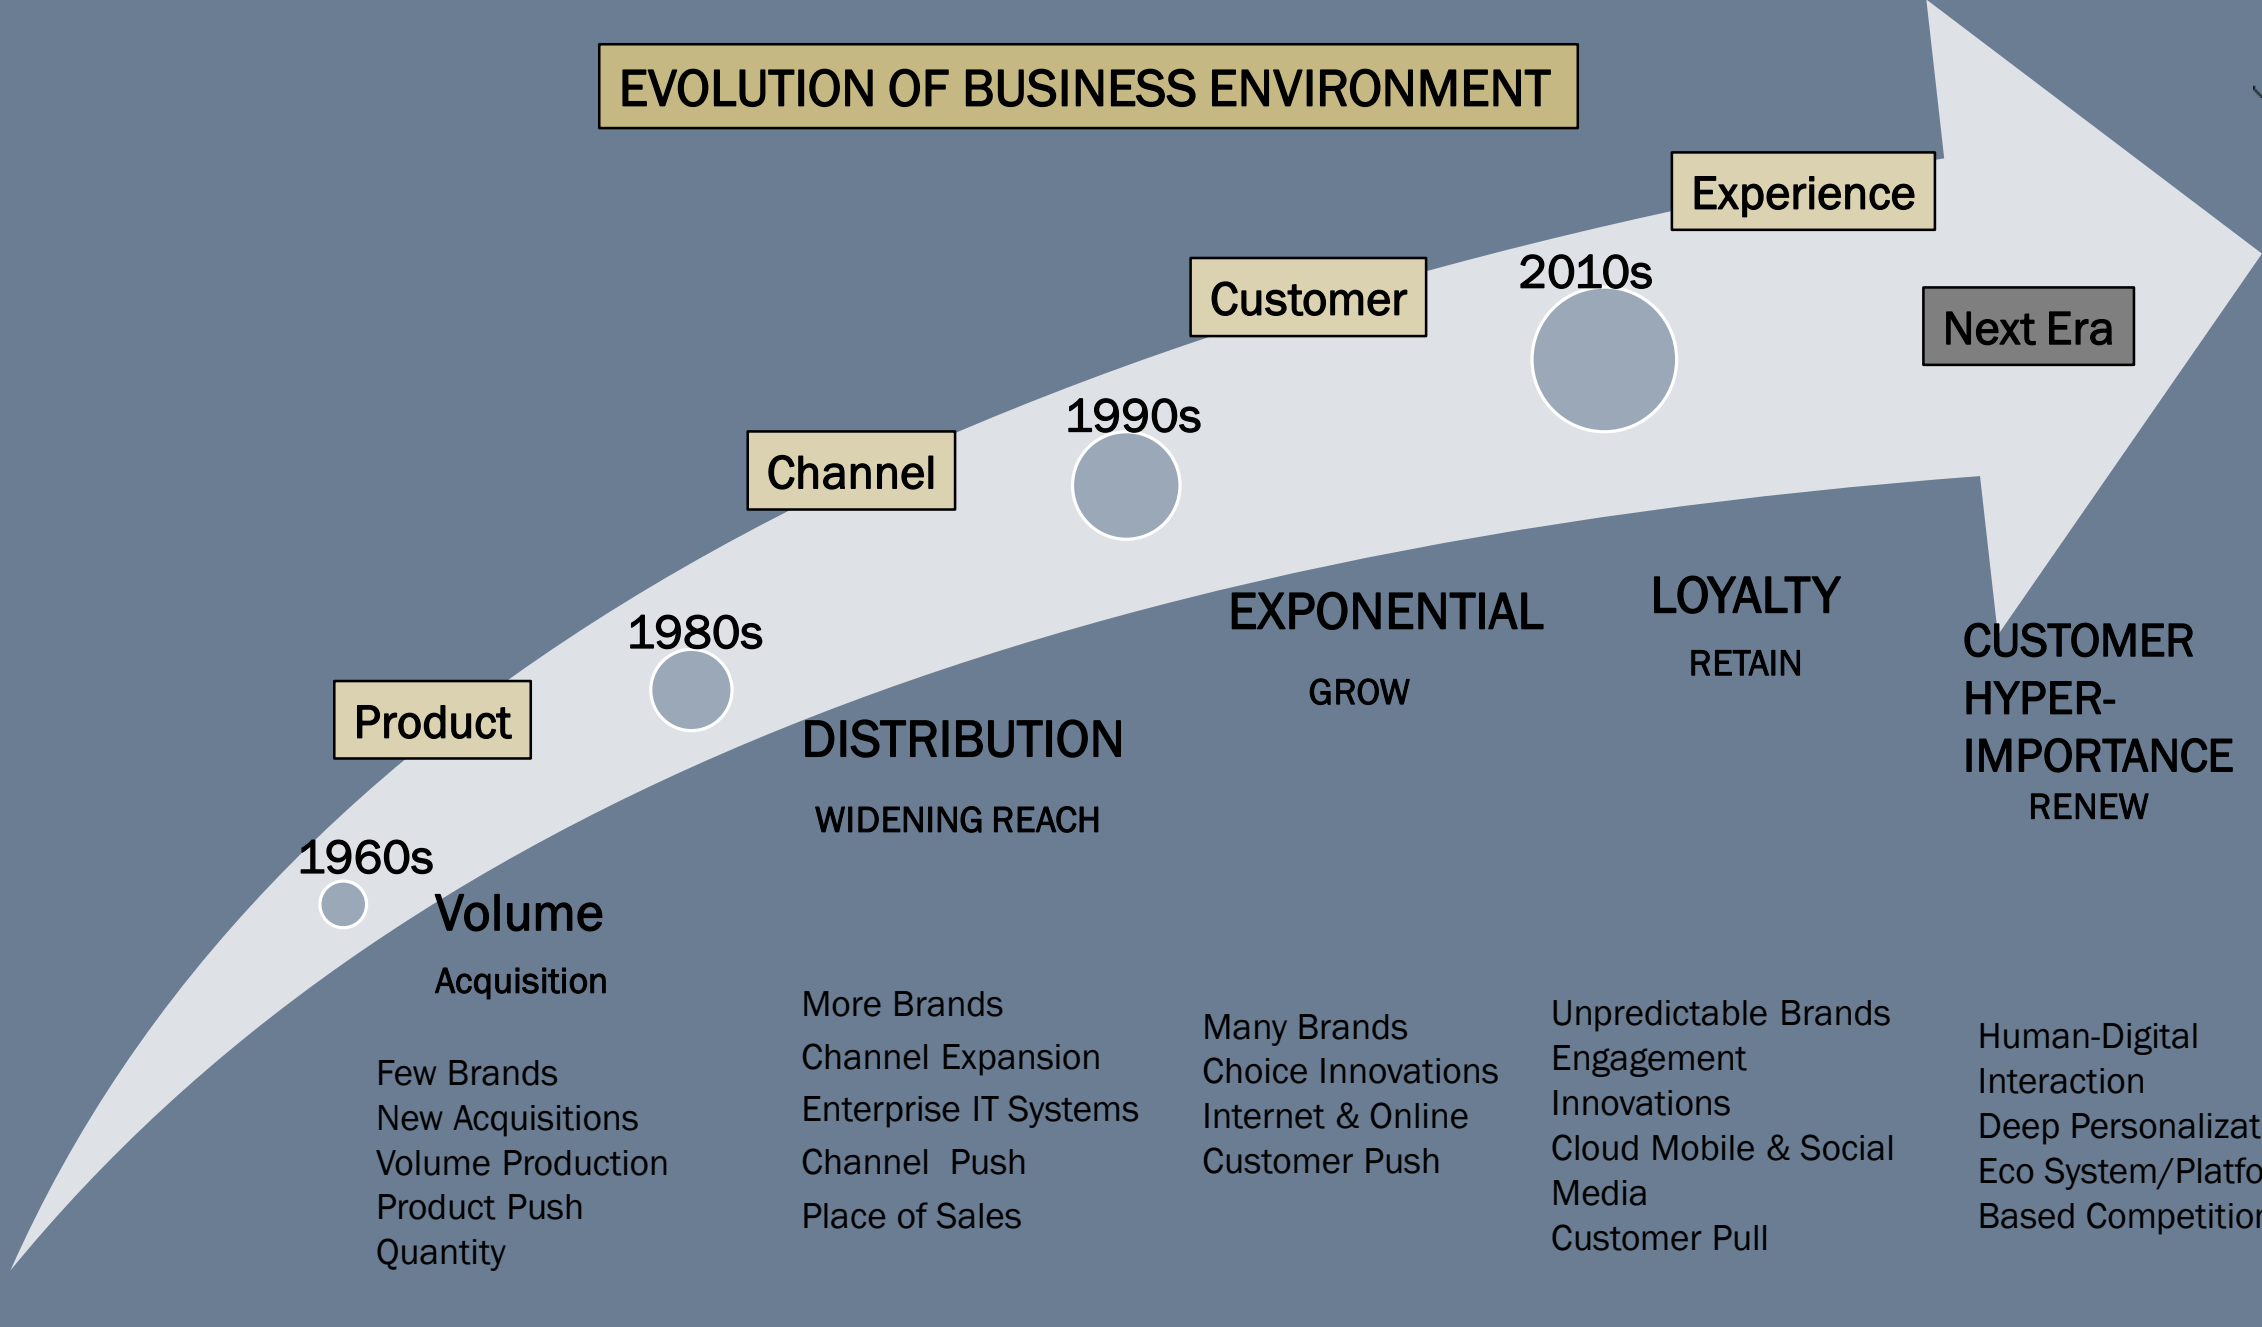 EVOLUTION OF BUSINESS ENVIRONMENT
Experience
Customer
2010s
Next Era
1990s
Channel
1980s
Product
1960s
Volume
Acquisition
DISTRIBUTION
WIDENING REACH
EXPONENTIAL
GROW
LOYALTY
RETAIN
CUSTOMER
HYPER-
IMPORTANCE
RENEW
Few Brands
New Acquisitions
Volume Production
Product Push
Quantity
More Brands
Channel Expansion
Enterprise IT Systems
Channel  Push
Place of Sales
Many Brands
Choice Innovations
Internet & Online
Customer Push
Unpredictable Brands
Engagement
Innovations
Cloud Mobile & Social
Media
Customer Pull
Human-Digital
Interaction
Deep
Eco
Based